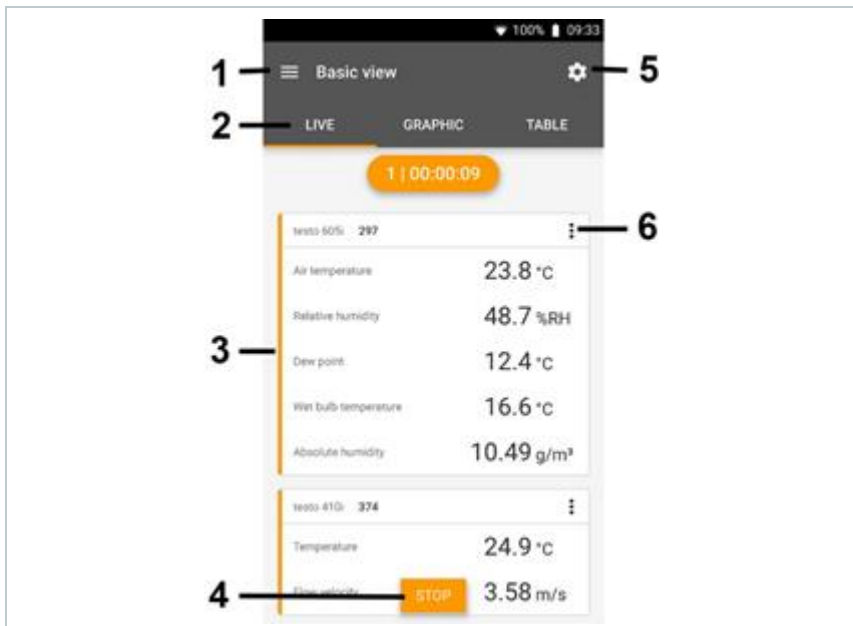 100% 09:33
1 Basic view 5
2 LIVE GRAPHIC TABLE
1 | 00:00:09
testo 605i 297 6
Air temperature 23.8 °C
Relative humidity 48.7 %RH
3
Dew point 12.4 °C
Wet bulb temperature 16.6 °C
Absolute humidity 10.49 g/m³
testo 410i 374
Temperature 24.9 °C
4 Flow velocity STOP 3.58 m/s